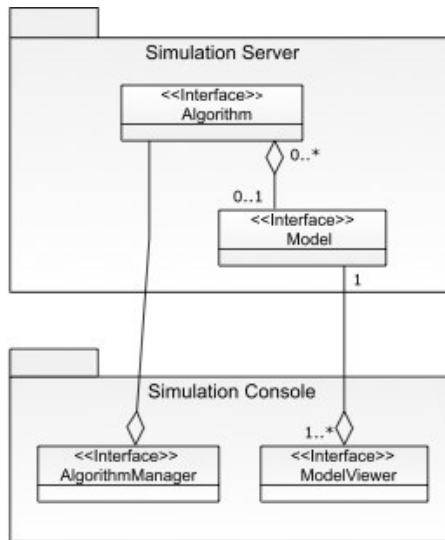 Simulation Server
<<Interface>>
Algorithm
0..*
0..1
<<Interface>>
Model
1
Simulation Console
1..*
<<Interface>>
AlgorithmManager
<<Interface>>
ModelViewer